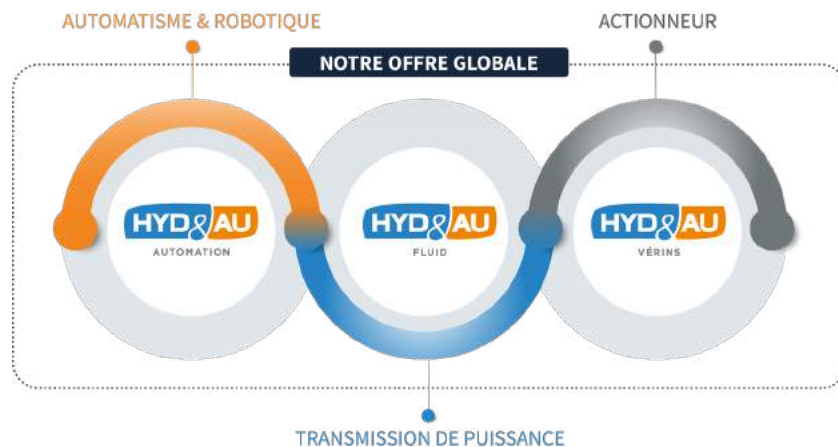 AUTOMATISME & ROBOTIQUE
ACTIONNEUR
NOTRE OFFRE GLOBALE
HYD&AU
AUTOMATION
HYD&AU
FLUID
HYD&AU
VÉRINS
TRANSMISSION DE PUISSANCE